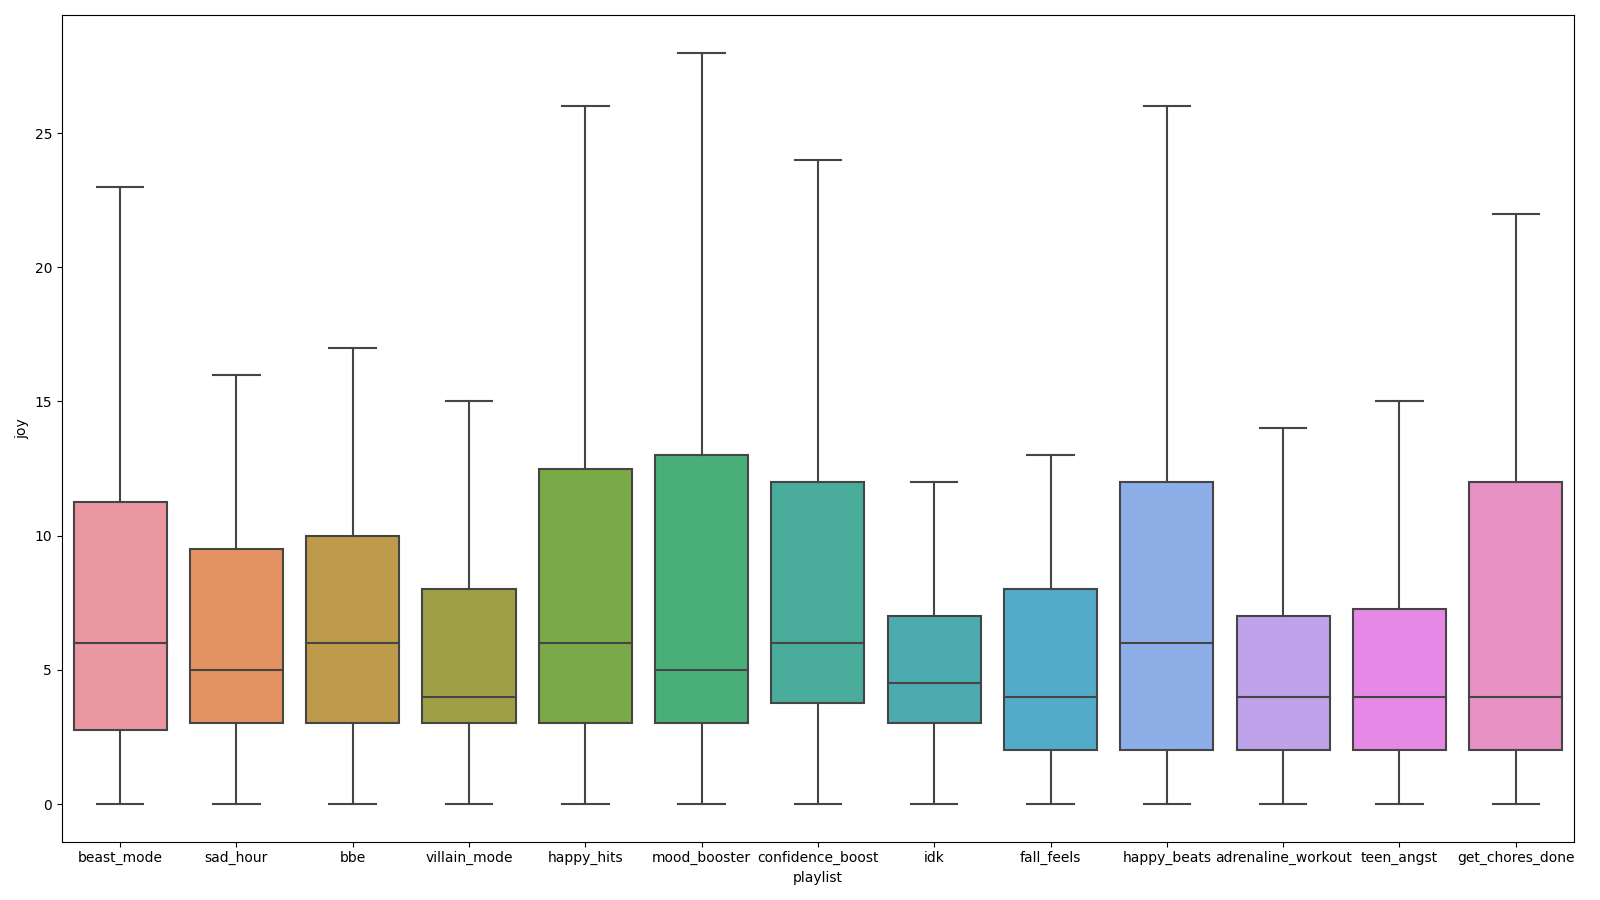 joy
25
20
15
10
5
0
beast_mode sad_hour bbe villain_mode happy_hits mood_booster confidence_boost idk fall_feels happy_beats adrenaline_workout teen_angst get_chores_done
playlist